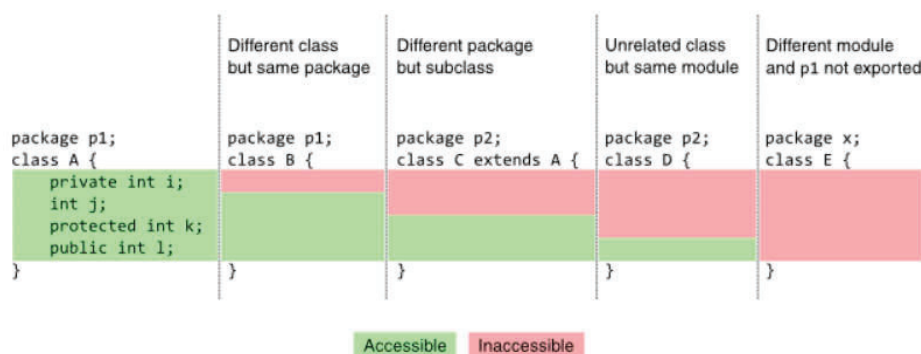 Different class
but same package
Different package
but subclass
Unrelated class
but same module
Different module
and p1 not exported
package p1;
class A {
private int i;
int j;
protected int k;
public int l;
}
package p1;
class B {
}
package p2;
class C extends A {
}
package p2;
class D {
}
package x;
class E {
}
Accessible
Inaccessible